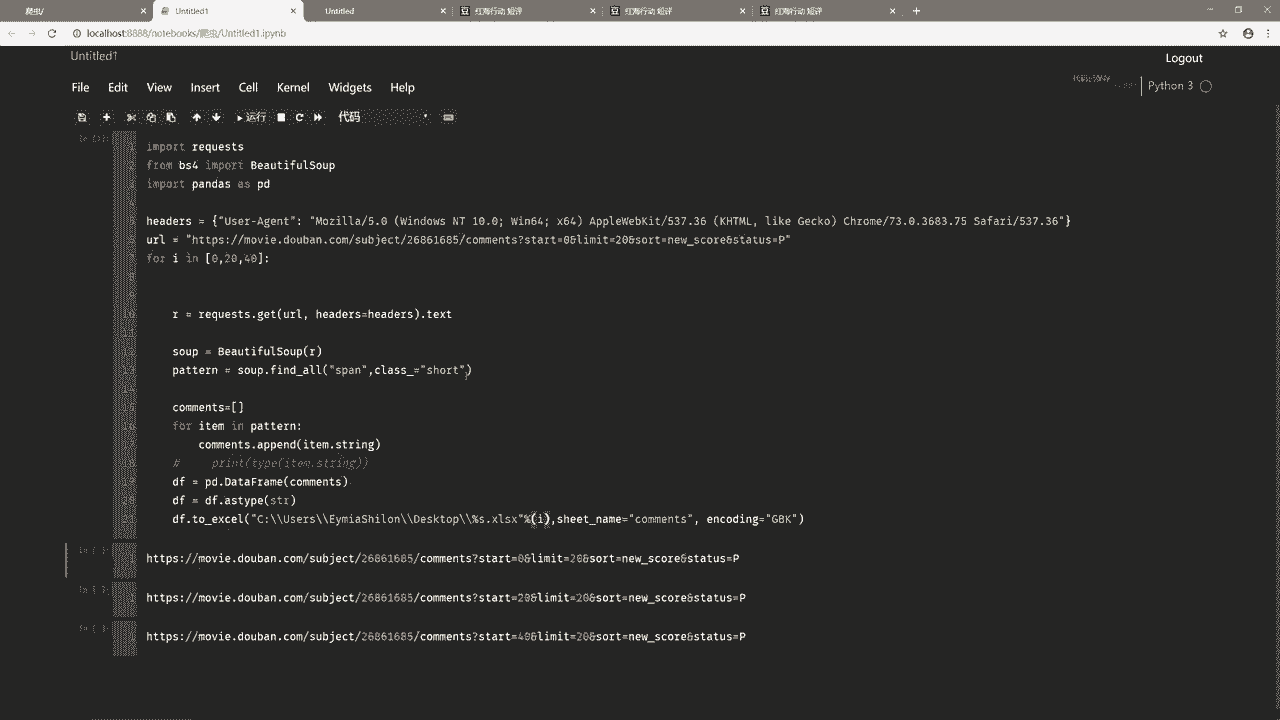 爬虫/
Untitled1
Untitled
红海行动 短评
红海行动 短评
红海行动 短评
localhost:8888/notebooks/爬虫/Untitled1.ipynb
Untitled1
Logout
File Edit View Insert Cell Kernel Widgets Help
Python 3
运行
代码
import requests
from bs4 import BeautifulSoup
import pandas as pd
headers = {"User-Agent": "Mozilla/5.0 (Windows NT 10.0; Win64; x64) AppleWebKit/537.36 (KHTML, like Gecko) Chrome/73.0.3683.75 Safari/537.36"}
url = "https://movie.douban.com/subject/26861685/comments?start=0&limit=20&sort=new_score&status=P"
for i in [0,20,40]:
r = requests.get(url, headers=headers).text
soup = BeautifulSoup(r)
pattern = soup.find_all("span",class_="short")
comments=[]
for item in pattern:
comments.append(item.string)
# print(type(item.string))
df = pd.DataFrame(comments)
df = df.astype(str)
df.to_excel("C:\\Users\\EymiaShilon\\Desktop\\%s.xlsx"%(i),sheet_name="comments", encoding="GBK")
https://movie.douban.com/subject/26861685/comments?start=0&limit=20&sort=new_score&status=P
https://movie.douban.com/subject/26861685/comments?start=20&limit=20&sort=new_score&status=P
https://movie.douban.com/subject/26861685/comments?start=40&limit=20&sort=new_score&status=P